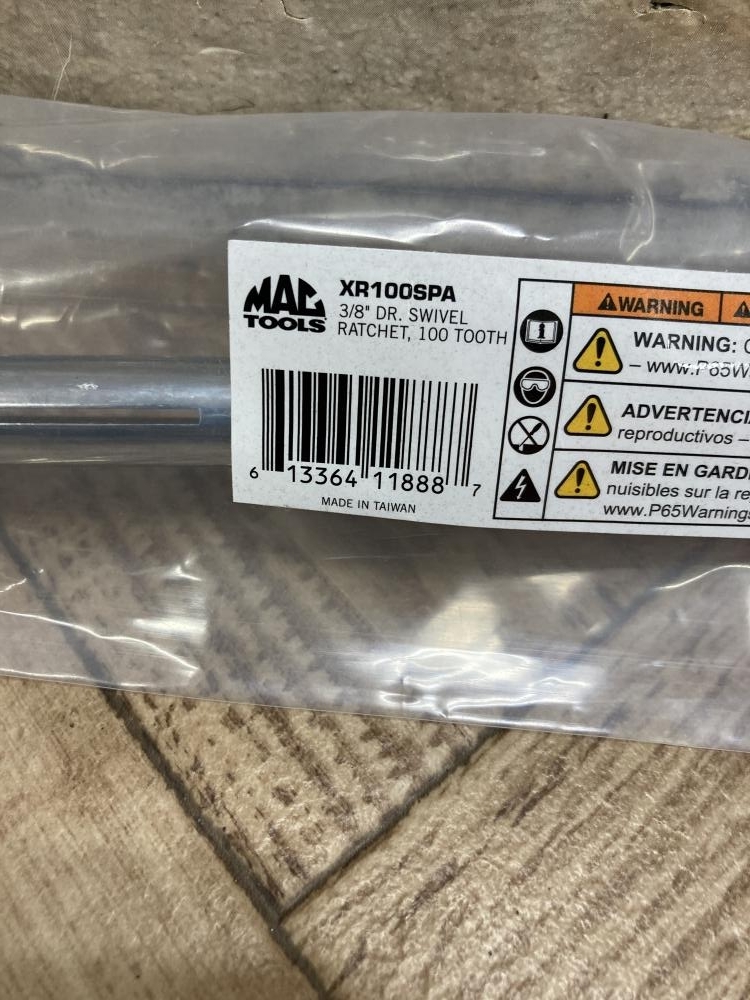 MAC
TOOLS
XR100SPA
3/8" DR. SWIVEL
RATCHET, 100 TOOTH
6 13364 11888 7
MADE IN TAIWAN
WARNING
WARNING:
– www.P65W
ADVERTENCIA
reproductivos –
MISE EN GARD
nuisibles sur la re
www.P65Warnings